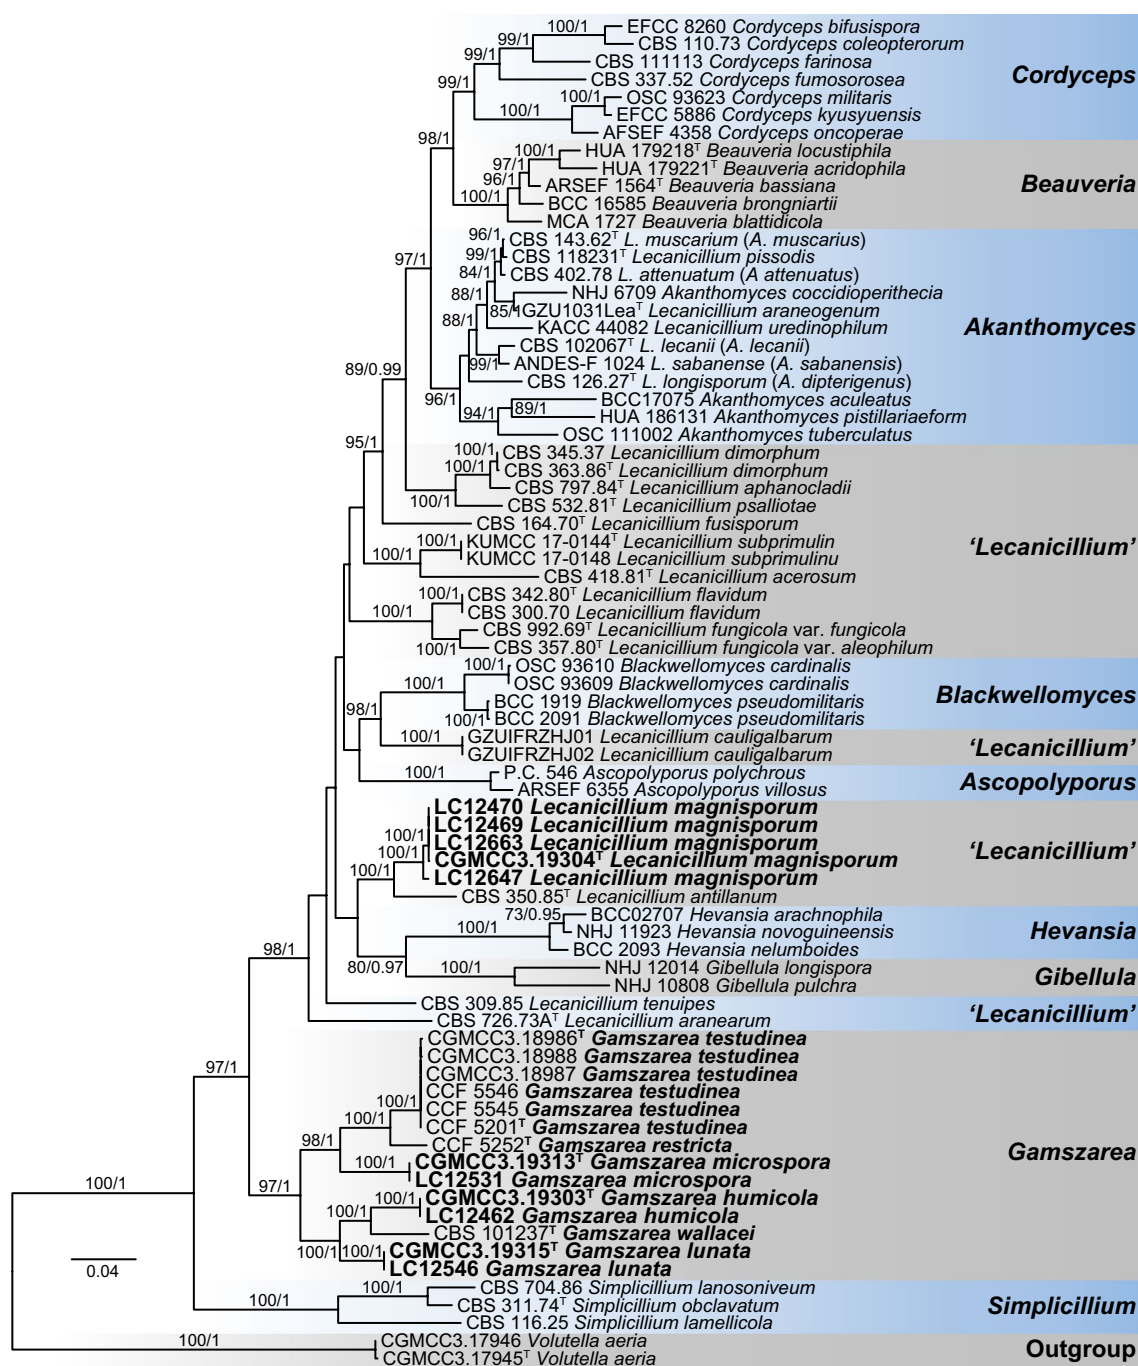 100/1 EFCC 8260 Cordyceps bifusispora
99/1 CBS 110.73 Cordyceps coleopterorum
99/1 CBS 111113 Cordyceps farinosa
99/1 CBS 337.52 Cordyceps fumosorosea
Cordyceps
100/1 OSC 93623 Cordyceps militaris
100/1 EFCC 5886 Cordyceps kyusyuensis
AFSEF 4358 Cordyceps oncoperae
98/1
100/1 HUA 179218ᵀ Beauveria locustiphila
97/1 HUA 179221ᵀ Beauveria acridophila
96/1 ARSEF 1564ᵀ Beauveria bassiana
Beauveria
100/1 BCC 16585 Beauveria brongniartii
MCA 1727 Beauveria blattidicola
96/1 CBS 143.62ᵀ L. muscarium (A. muscarius)
99/1 CBS 118231ᵀ Lecanicillium pissodis
97/1
84/1 CBS 402.78 L. attenuatum (A attenuatus)
88/1 NHJ 6709 Akanthomyces coccidioperithecia
85/1 GZU1031Leaᵀ Lecanicillium araneogenum
88/1 KACC 44082 Lecanicillium uredinophilum
Akanthomyces
CBS 102067ᵀ L. lecanii (A. lecanii)
99/1 ANDES-F 1024 L. sabanense (A. sabanensis)
89/0.99
CBS 126.27ᵀ L. longisporum (A. dipterigenus)
96/1 BCC17075 Akanthomyces aculeatus
94/1 89/1 HUA 186131 Akanthomyces pistillariaeform
OSC 111002 Akanthomyces tuberculatus
95/1
100/1 CBS 345.37 Lecanicillium dimorphum
100/1 CBS 363.86ᵀ Lecanicillium dimorphum
CBS 797.84ᵀ Lecanicillium aphanocladii
100/1 CBS 532.81ᵀ Lecanicillium psalliotae
CBS 164.70ᵀ Lecanicillium fusisporum
100/1 KUMCC 17-0144ᵀ Lecanicillium subprimulin
100/1 KUMCC 17-0148 Lecanicillium subprimulinu
'Lecanicillium'
CBS 418.81ᵀ Lecanicillium acerosum
100/1 CBS 342.80ᵀ Lecanicillium flavidum
100/1 CBS 300.70 Lecanicillium flavidum
CBS 992.69ᵀ Lecanicillium fungicola var. fungicola
100/1 CBS 357.80ᵀ Lecanicillium fungicola var. aleophilum
100/1 OSC 93610 Blackwellomyces cardinalis
100/1 OSC 93609 Blackwellomyces cardinalis
Blackwellomyces
BCC 1919 Blackwellomyces pseudomilitaris
98/1 100/1 BCC 2091 Blackwellomyces pseudomilitaris
100/1 GZUIFRZHJ01 Lecanicillium cauligalbarum
GZUIFRZHJ02 Lecanicillium cauligalbarum
'Lecanicillium'
100/1 P.C. 546 Ascopolyporus polychrous
ARSEF 6355 Ascopolyporus villosus
Ascopolyporus
LC12470 Lecanicillium magnisporum
LC12469 Lecanicillium magnisporum
100/1 LC12663 Lecanicillium magnisporum
100/1 CGMCC3.19304ᵀ Lecanicillium magnisporum
'Lecanicillium'
100/1 LC12647 Lecanicillium magnisporum
CBS 350.85ᵀ Lecanicillium antillanum
73/0.95 BCC02707 Hevansia arachnophila
100/1 NHJ 11923 Hevansia novoguineensis
Hevansia
BCC 2093 Hevansia nelumboides
98/1 80/0.97 100/1 NHJ 12014 Gibellula longispora
NHJ 10808 Gibellula pulchra
Gibellula
CBS 309.85 Lecanicillium tenuipes
CBS 726.73Aᵀ Lecanicillium aranearum
'Lecanicillium'
CGMCC3.18986ᵀ Gamszarea testudinea
CGMCC3.18988 Gamszarea testudinea
97/1 CGMCC3.18987 Gamszarea testudinea
CCF 5546 Gamszarea testudinea
100/1 CCF 5545 Gamszarea testudinea
100/1 CCF 5201ᵀ Gamszarea testudinea
98/1 CCF 5252ᵀ Gamszarea restricta
Gamszarea
100/1 CGMCC3.19313ᵀ Gamszarea microspora
LC12531 Gamszarea microspora
100/1 97/1 100/1 CGMCC3.19303ᵀ Gamszarea humicola
100/1 LC12462 Gamszarea humicola
CBS 101237ᵀ Gamszarea wallacei
100/1 100/1 CGMCC3.19315ᵀ Gamszarea lunata
LC12546 Gamszarea lunata
0.04
100/1 CBS 704.86 Simplicillium lanosoniveum
100/1 CBS 311.74ᵀ Simplicillium obclavatum
Simplicillium
CBS 116.25 Simplicillium lamellicola
100/1 CGMCC3.17946 Volutella aeria
CGMCC3.17945ᵀ Volutella aeria
Outgroup